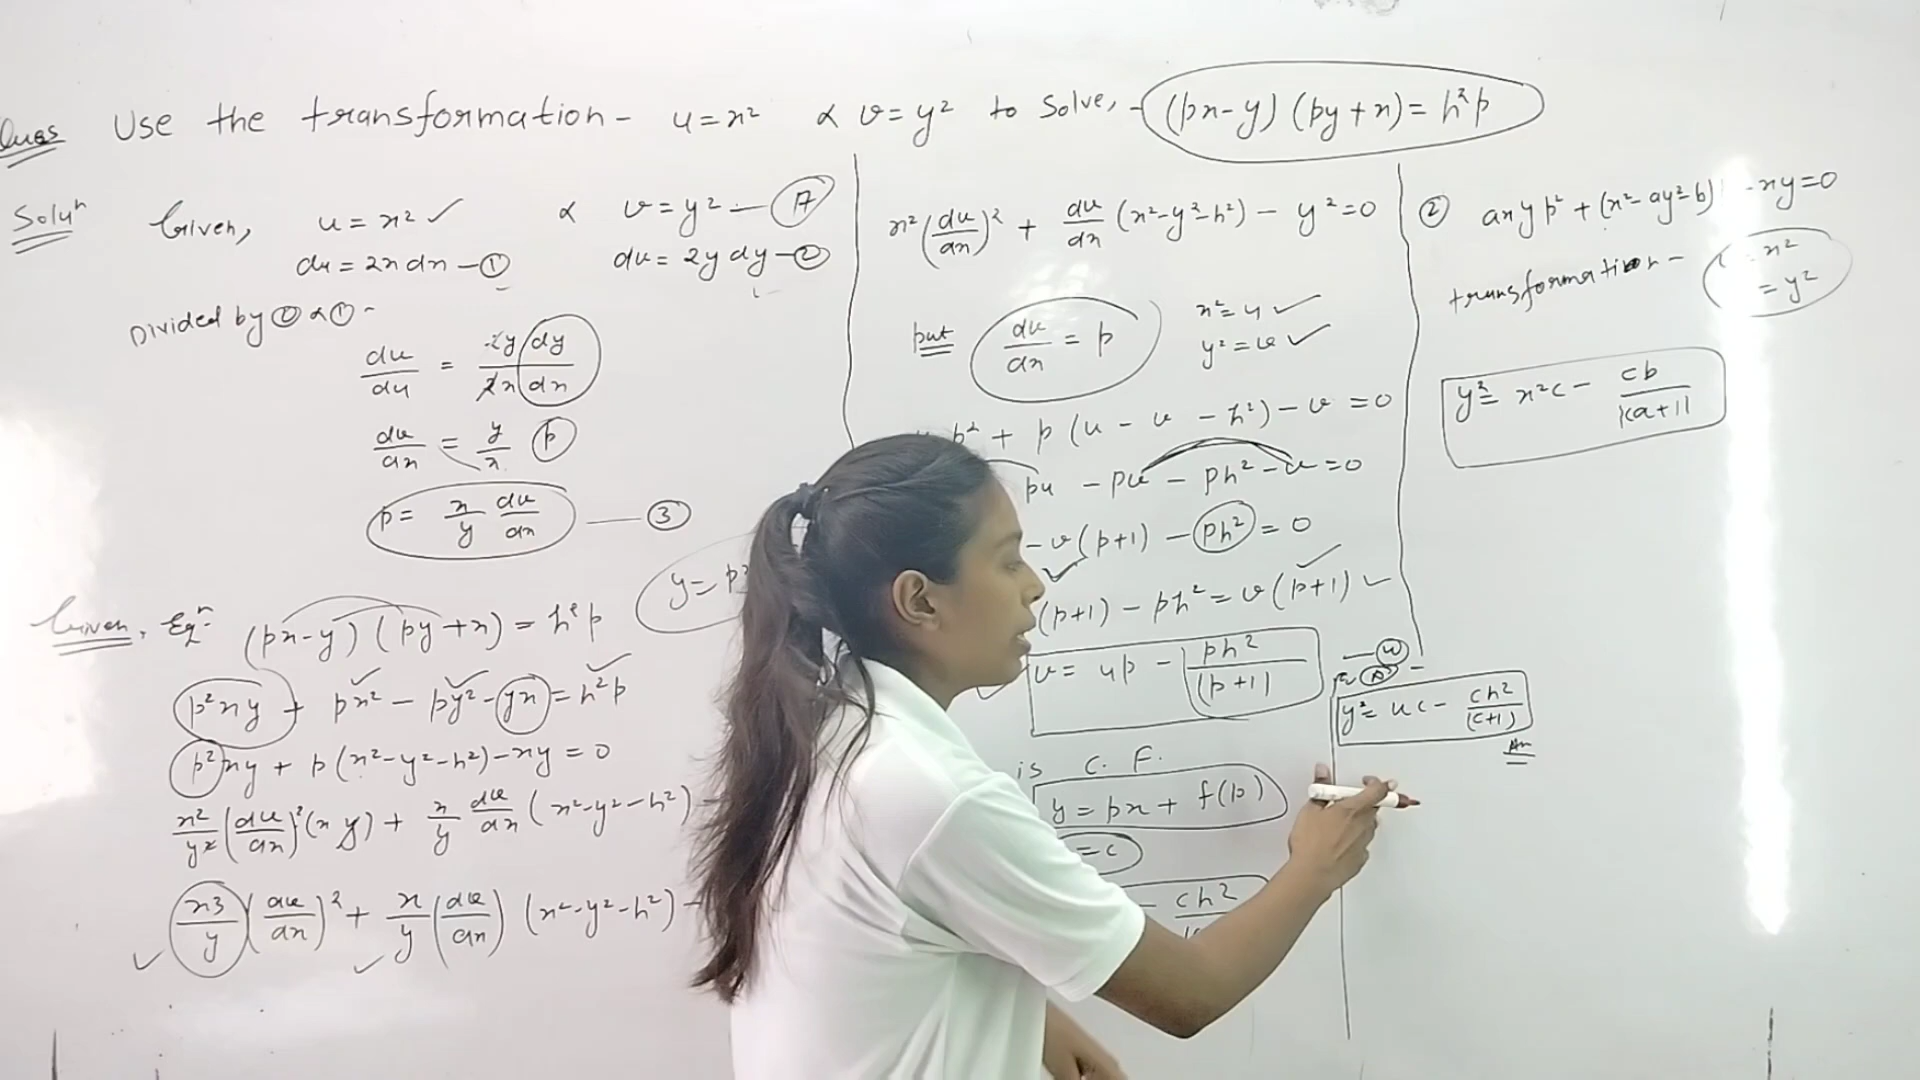 Ques Use the transformation - u = x² & v = y² to solve, - (px-y) (py+x) = h²p
Soluⁿ Given, u = x² ✓ & v = y² — (A)
du = 2x dx — ① dv = 2y dy — ②
Divided by ② & ① -
dv/du = 2y dy / 2x dx
dv/dx = y/x p
p = x/y dv/dx — ③
Given, Eqⁿ (px-y) (py+x) = h²p
y = p
p²xy + px² - py² - yx = h²p
p²xy + p(x²-y²-h²) - xy = 0
x²/y² (dv/dx)² (x y) + x/y dv/dx (x²-y²-h²) -
✓ x3/y (dv/dx)² + x/y (dv/dx) (x²-y²-h²) -
✓
x² (dv/dx)² + dv/dx (x²-y²-h²) - y² = 0
put dv/dx = p x² = u ✓
y² = v ✓
p² + p (u - v - h²) - v = 0
pu - pv - ph² - v = 0
- v(p+1) - ph² = 0
(p+1) - ph² = v (p+1) ✓
v = up - ph²/(p+1) — (4)
is C. F.
y = px + f(p)
= c
- ch²
(A) -
y² = uc - ch²/(c+1)
An
② axyp² + (x²-ay²-b) - xy = 0
transformation - x²
= y²
y² = x²c - cb/(ca+1)